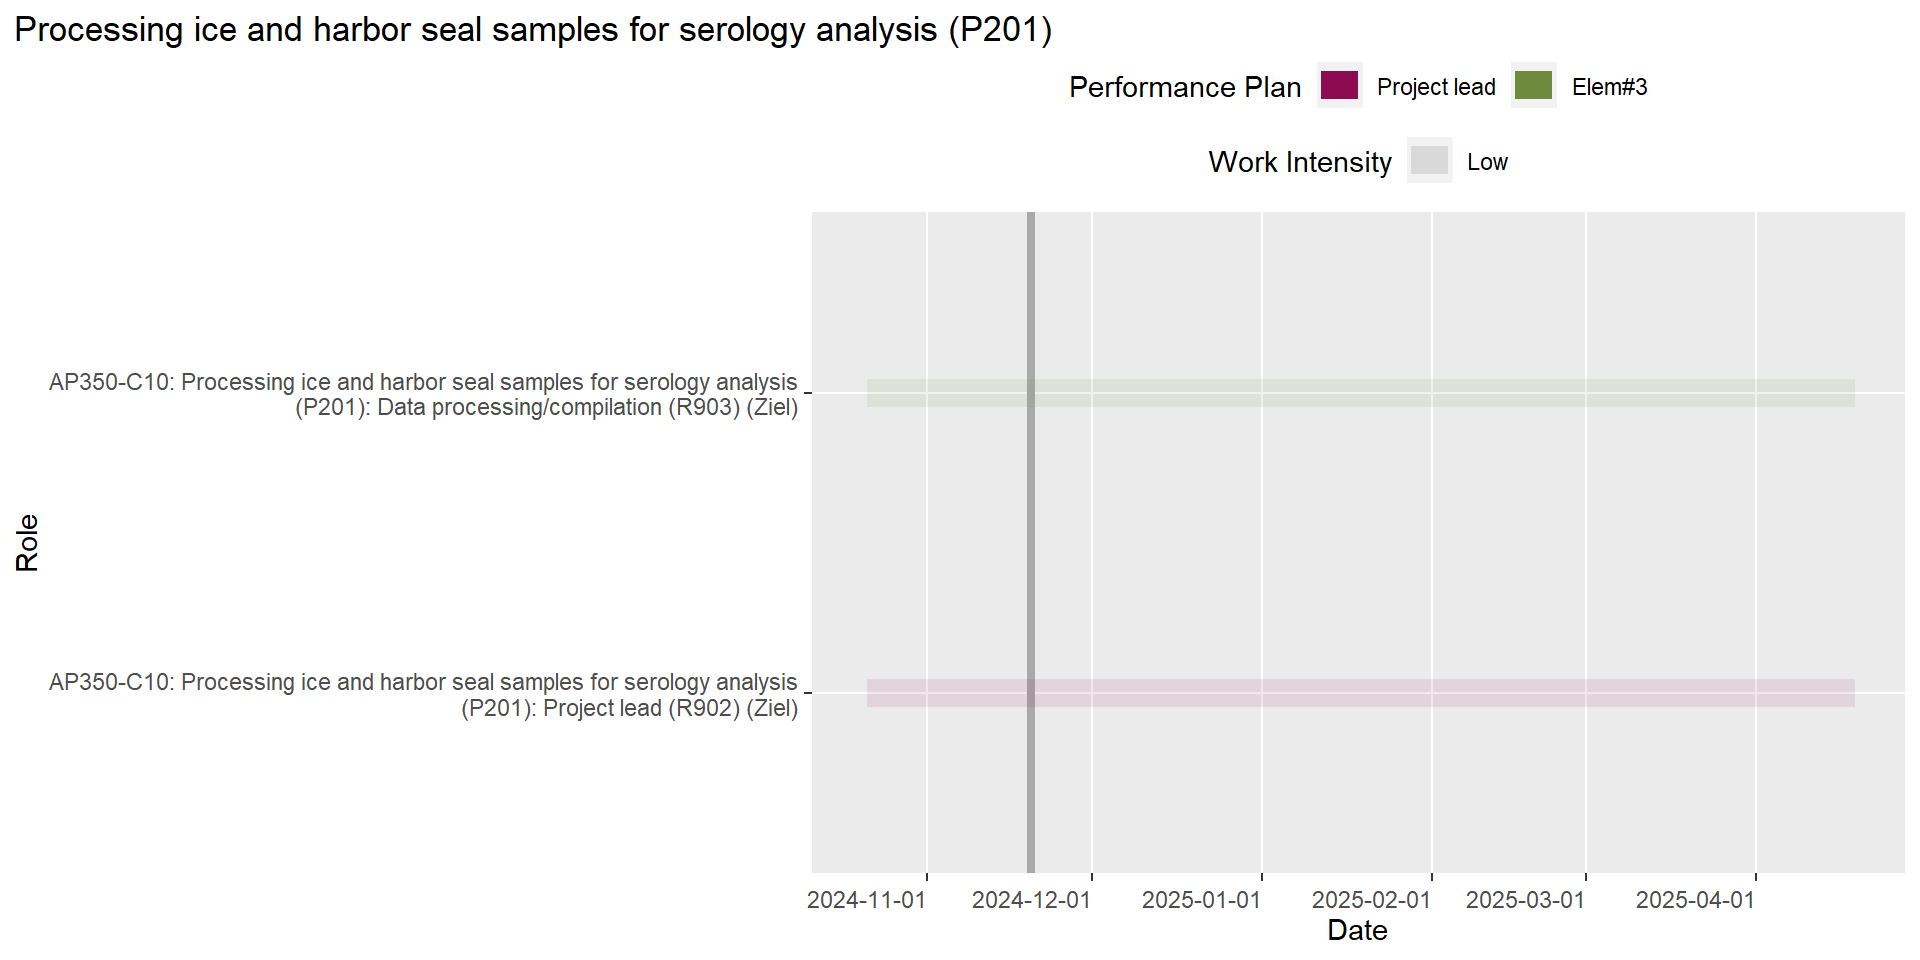 Processing ice and harbor seal samples for serology analysis (P201)
Performance Plan Project lead Elem#3
Work Intensity Low
AP350-C10: Processing ice and harbor seal samples for serology analysis
(P201): Data processing/compilation (R903) (Ziel)
Role
AP350-C10: Processing ice and harbor seal samples for serology analysis
(P201): Project lead (R902) (Ziel)
2024-11-01 2024-12-01 2025-01-01 2025-02-01 2025-03-01 2025-04-01
Date